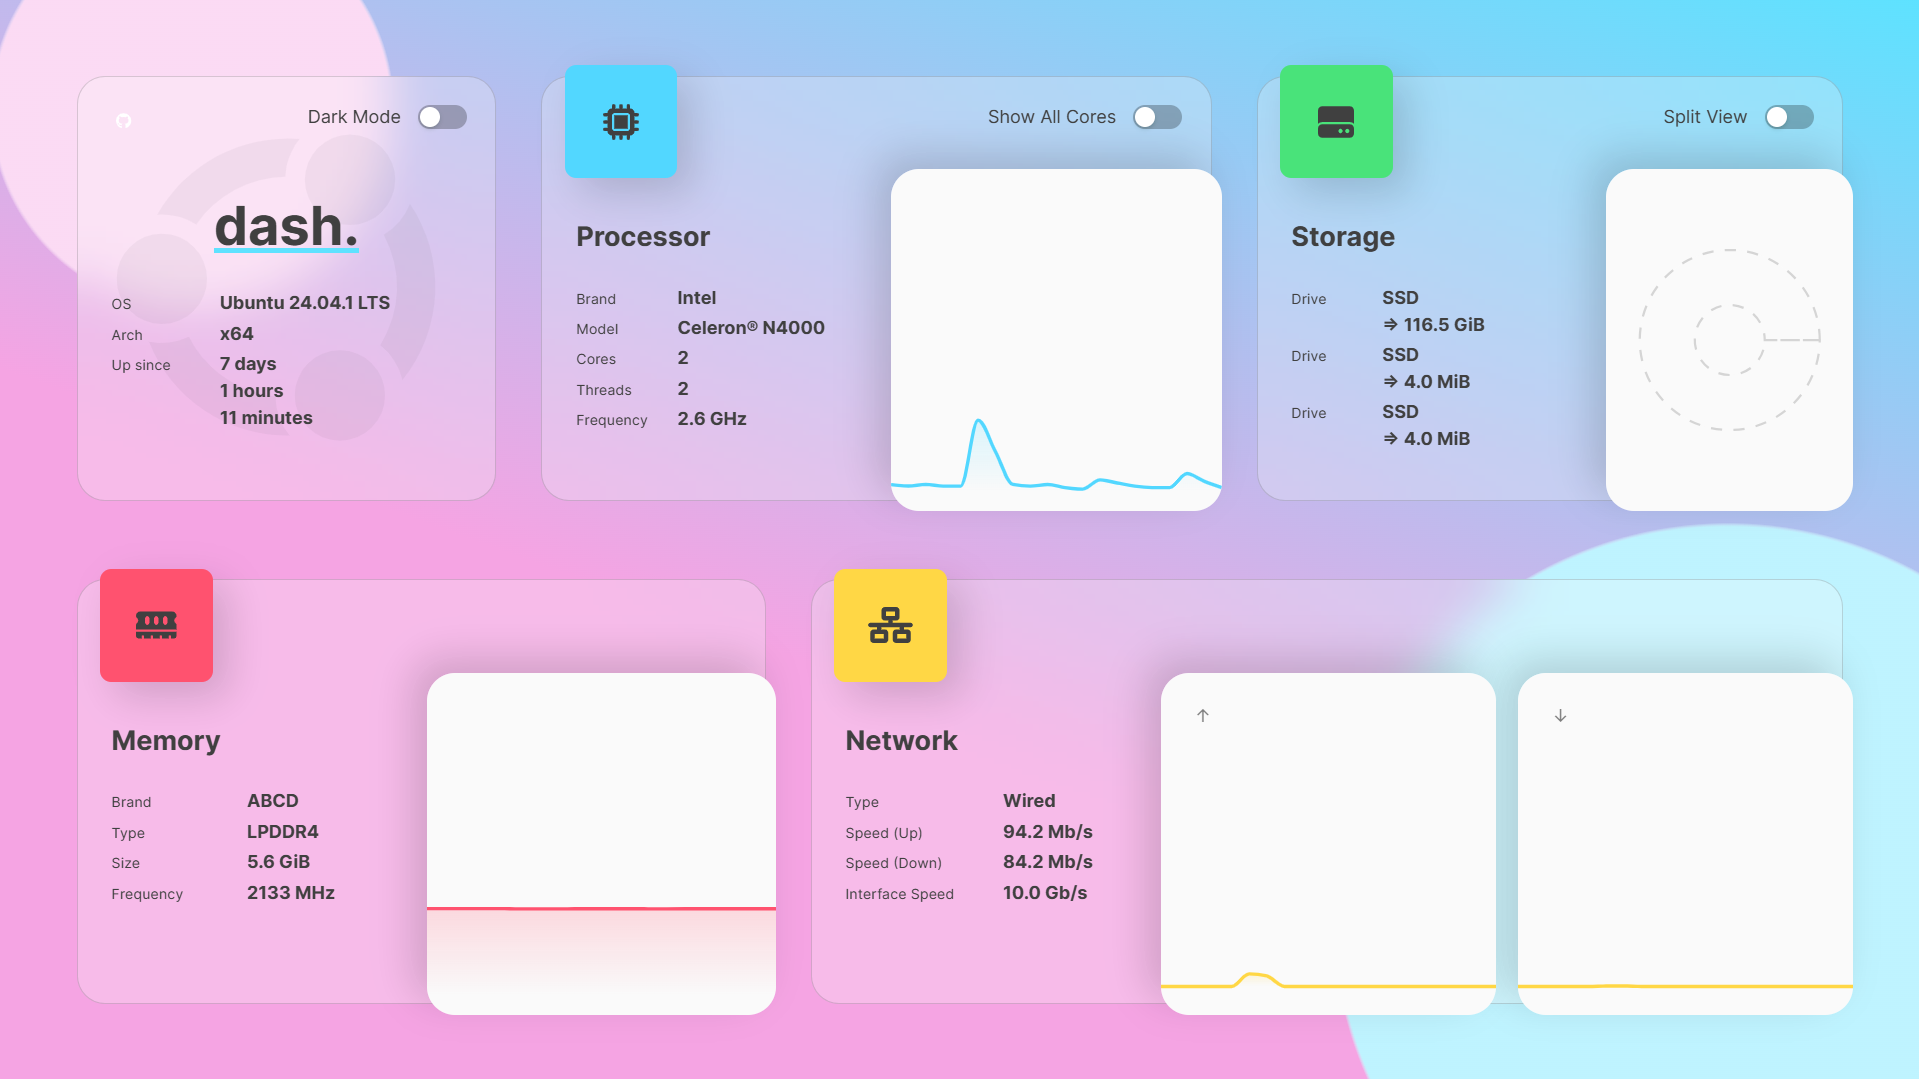 Dark Mode
dash.
OS Ubuntu 24.04.1 LTS
Arch x64
Up since 7 days
1 hours
11 minutes
Show All Cores
Processor
Brand Intel
Model Celeron® N4000
Cores 2
Threads 2
Frequency 2.6 GHz
Split View
Storage
Drive SSD
⇒ 116.5 GiB
Drive SSD
⇒ 4.0 MiB
Drive SSD
⇒ 4.0 MiB
Memory
Brand ABCD
Type LPDDR4
Size 5.6 GiB
Frequency 2133 MHz
Network
Type Wired
Speed (Up) 94.2 Mb/s
Speed (Down) 84.2 Mb/s
Interface Speed 10.0 Gb/s
↑
↓